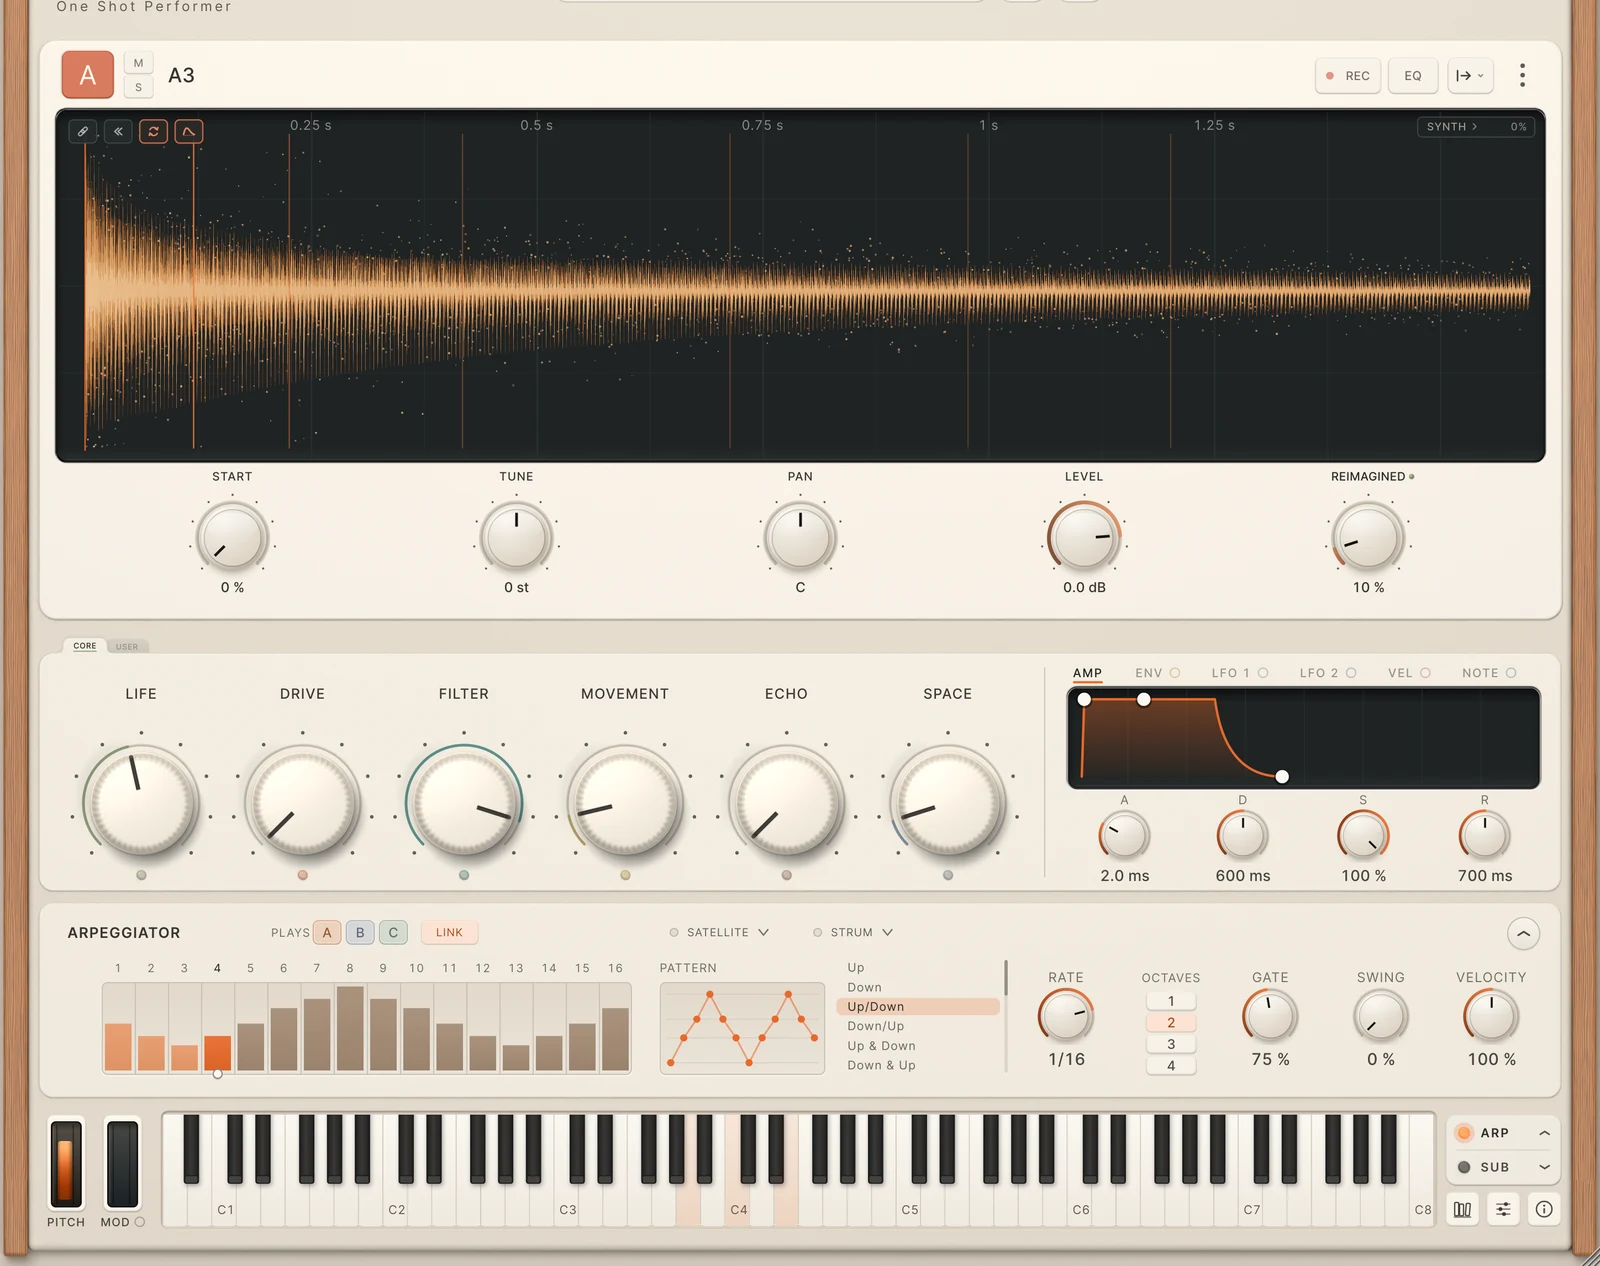 One Shot Performer
A
M
S
A3
REC
EQ
0.25 s
0.5 s
0.75 s
1 s
1.25 s
SYNTH
0%
START
TUNE
PAN
LEVEL
REIMAGINED
0 %
0 st
C
0.0 dB
10 %
CORE
USER
LIFE
DRIVE
FILTER
MOVEMENT
ECHO
SPACE
AMP
ENV
LFO 1
LFO 2
VEL
NOTE
A
D
S
R
2.0 ms
600 ms
100 %
700 ms
ARPEGGIATOR
PLAYS
A
B
C
LINK
SATELLITE
STRUM
1
2
3
4
5
6
7
8
9
10
11
12
13
14
15
16
PATTERN
Up
Down
Up/Down
Down/Up
Up & Down
Down & Up
RATE
1/16
OCTAVES
1
2
3
4
GATE
75 %
SWING
0 %
VELOCITY
100 %
PITCH
MOD
C1
C2
C3
C4
C5
C6
C7
C8
ARP
SUB